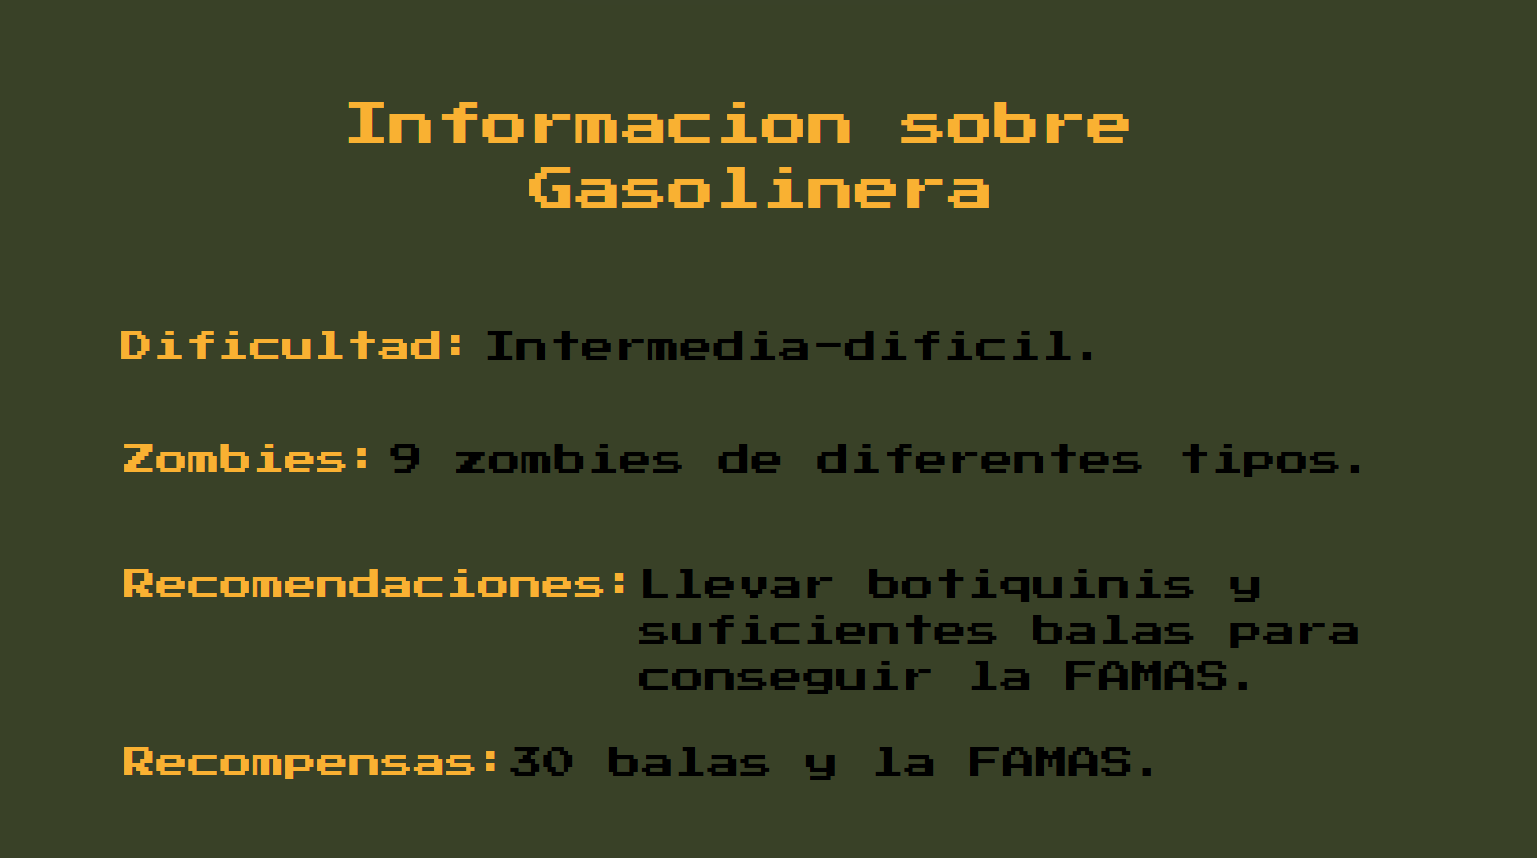 Informacion sobre
Gasolinera
Dificultad: Intermedia-dificil.
Zombies: 9 zombies de diferentes tipos.
Recomendaciones: Llevar botiquinis y
suficientes balas para
conseguir la FAMAS.
Recompensas: 30 balas y la FAMAS.